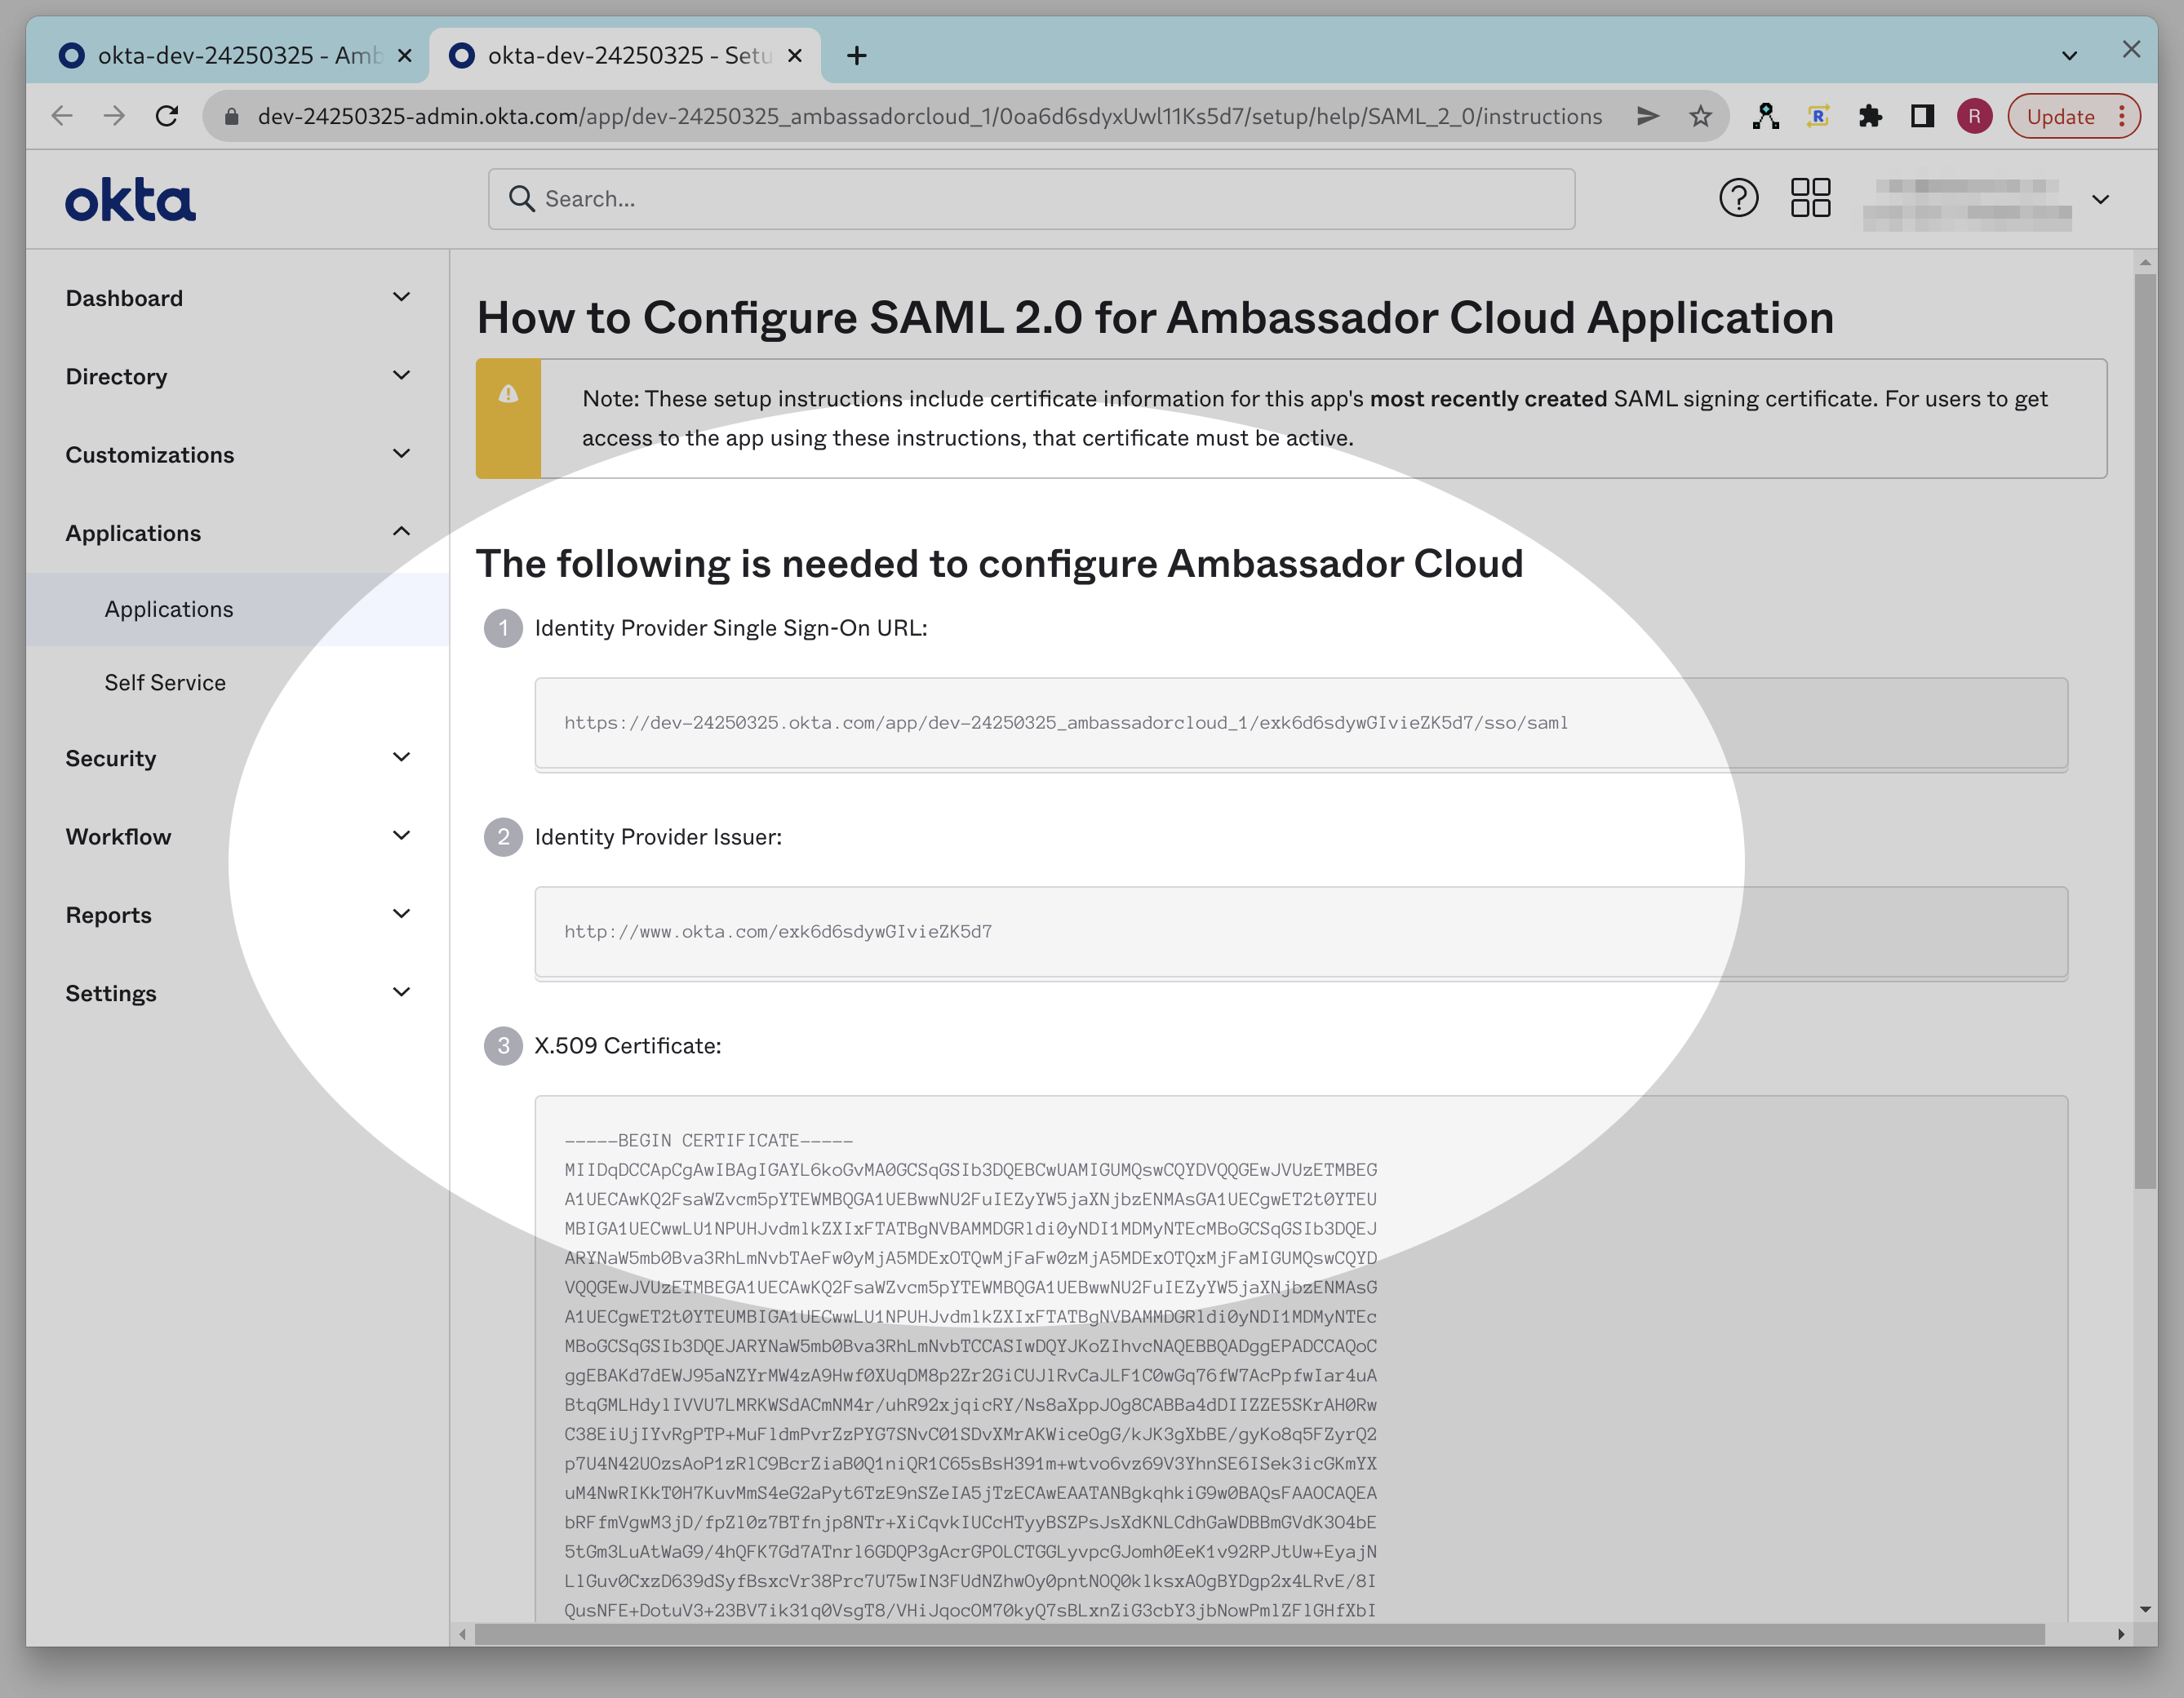 okta-dev-24250325 - Amb
okta-dev-24250325 - Setu
dev-24250325-admin.okta.com/app/dev-24250325_ambassadorcloud_1/0oa6d6sdyxUwl11Ks5d7/setup/help/SAML_2_0/instructions
R
R
Update
okta
Search...
Dashboard
Directory
Customizations
Applications
Applications
Self Service
Security
Workflow
Reports
Settings
How to Configure SAML 2.0 for Ambassador Cloud Application
Note: These setup instructions include certificate information for this app's most recently created SAML signing certificate. For users to get
access to the app using these instructions, that certificate must be active.
The following is needed to configure Ambassador Cloud
1 Identity Provider Single Sign-On URL:
https://dev-24250325.okta.com/app/dev-24250325_ambassadorcloud_1/exk6d6sdywGIvieZK5d7/sso/saml
2 Identity Provider Issuer:
http://www.okta.com/exk6d6sdywGIvieZK5d7
3 X.509 Certificate:
-----BEGIN CERTIFICATE-----
MIIDqDCCApCgAwIBAgIGAYL6koGvMA0GCSqGSIb3DQEBCwUAMIGUMQswCQYDVQQGEwJVUzETMBEG
A1UECAwKQ2FsaWZvcm5pYTEWMBQGA1UEBwwNU2FuIEZyYW5jaXNjbzENMAsGA1UECgwET2t0YTEU
MBIGA1UECwwLU1NPUHJvdmlkZXIxFTATBgNVBAMMDGRldi0yNDI1MDMyNTEcMBoGCSqGSIb3DQEJ
ARYNaW5mb0Bva3RhLmNvbTAeFw0yMjA5MDExOTQwMjFaFw0zMjA5MDExOTQxMjFaMIGUMQswCQYD
VQQGEwJVUzETMBEGA1UECAwKQ2FsaWZvcm5pYTEWMBQGA1UEBwwNU2FuIEZyYW5jaXNjbzENMAsG
A1UECgwET2t0YTEUMBIGA1UECwwLU1NPUHJvdmlkZXIxFTATBgNVBAMMDGRldi0yNDI1MDMyNTEc
MBoGCSqGSIb3DQEJARYNaW5mb0Bva3RhLmNvbTCCASIwDQYJKoZIhvcNAQEBBQADggEPADCCAQoC
ggEBAKd7dEWJ95aNZYrMW4zA9Hwf0XUqDM8p2Zr2GiCUJlRvCaJLF1C0wGq76fW7AcPpfwIar4uA
BtqGMLHdylIVVU7LMRKWSdACmNM4r/uhR92xjqicRY/Ns8aXppJOg8CABBa4dDIIZZE5SKrAH0Rw
C38EiUjIYvRgPTP+MuFldmPvrZzPYG7SNvC01SDvXMrAKWiceOgG/kJK3gXbBE/gyKo8q5FZyrQ2
p7U4N42UOzsAoP1zRlC9BcrZiaB0Q1niQR1C65sBsH391m+wtvo6vz69V3YhnSE6ISek3icGKmYX
uM4NwRIKkT0H7KuvMmS4eG2aPyt6TzE9nSZeIA5jTzECAwEAATANBgkqhkiG9w0BAQsFAAOCAQEA
bRFfmVgwM3jD/fpZl0z7BTfnjp8NTr+XiCqvkIUCcHTyyBSZPsJsXdKNLCdhGaWDBBmGVdK3O4bE
5tGm3LuAtWaG9/4hQFK7Gd7ATnrl6GDQP3gAcrGPOLCTGGLyvpcGJomh0EeK1v92RPJtUw+EyajN
LlGuv0CxzD639dSyfBsxcVr38Prc7U75wIN3FUdNZhwOy0pntNOQ0klksxAOgBYDgp2x4LRvE/8I
QusNFE+DotuV3+23BV7ik31q0VsgT8/VHiJqocOM70kyQ7sBLxnZiG3cbY3jbNowPmlZFlGHfXbI